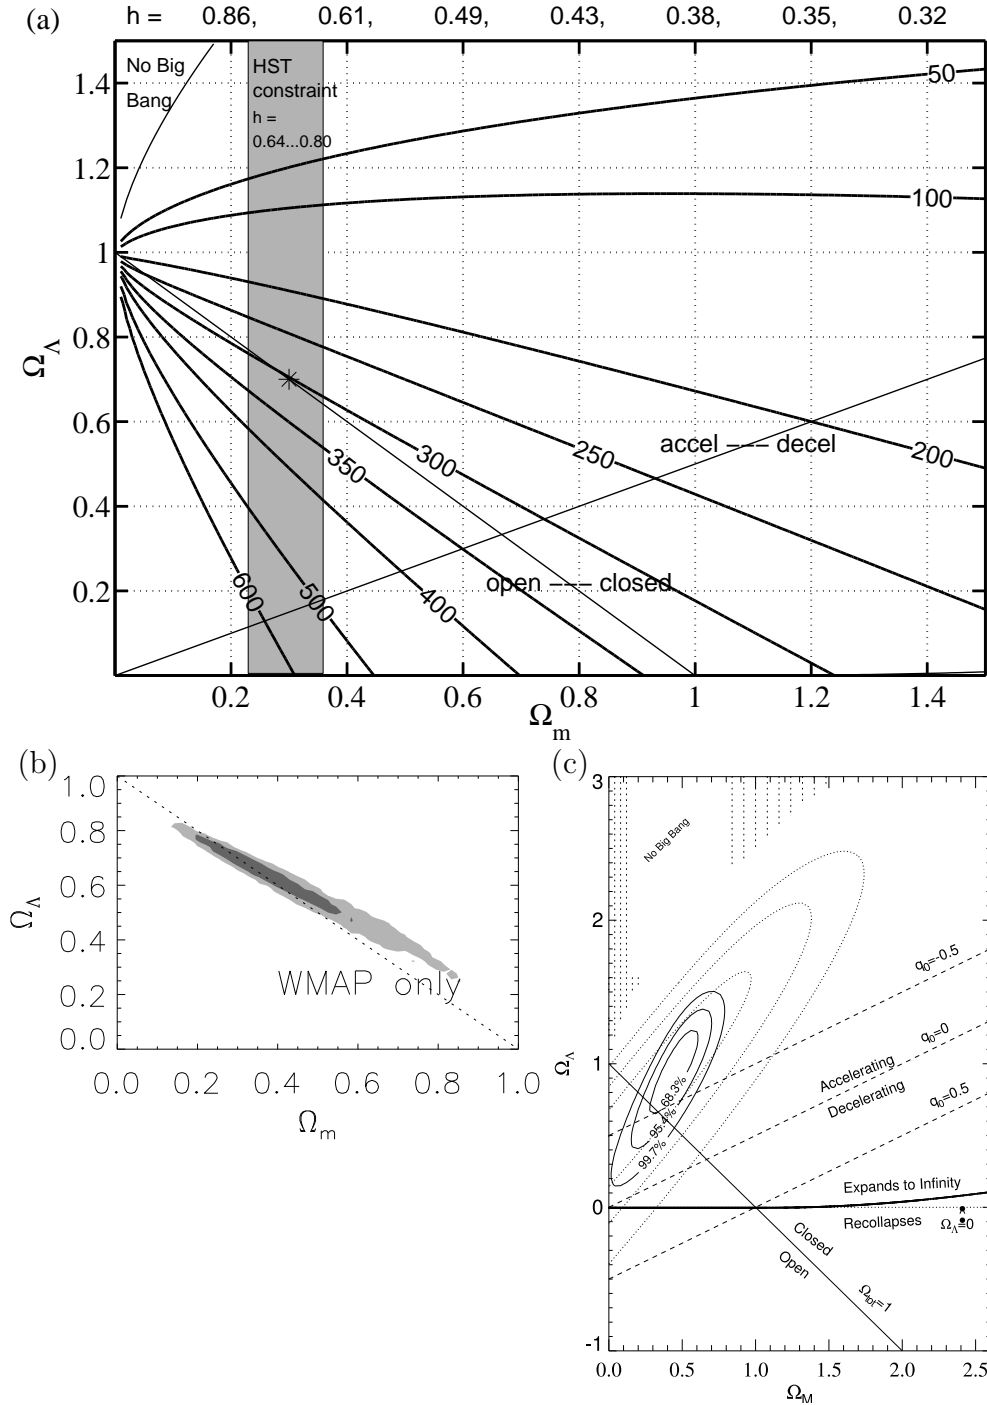 (a)
h = 0.86, 0.61, 0.49, 0.43, 0.38, 0.35, 0.32
No Big
Bang
HST
constraint
h =
0.64...0.80
50
100
200
250
300
350
400
500
600
accel --- decel
open --- closed
1.4
1.2
1
0.8
0.6
0.4
0.2
Ω_Λ
0.2 0.4 0.6 0.8 1 1.2 1.4
Ω_m
(b)
1.0
0.8
0.6
0.4
0.2
0.0
Ω_Λ
WMAP only
0.0 0.2 0.4 0.6 0.8 1.0
Ω_m
(c)
3
2
1
0
-1
Ω_Λ
No Big Bang
q_0=-0.5
q_0=0
q_0=0.5
Accelerating
Decelerating
68.3%
95.4%
99.7%
Expands to Infinity
Recollapses
Ω_Λ=0
Closed
Open
Ω_tot=1
0.0 0.5 1.0 1.5 2.0 2.5
Ω_M